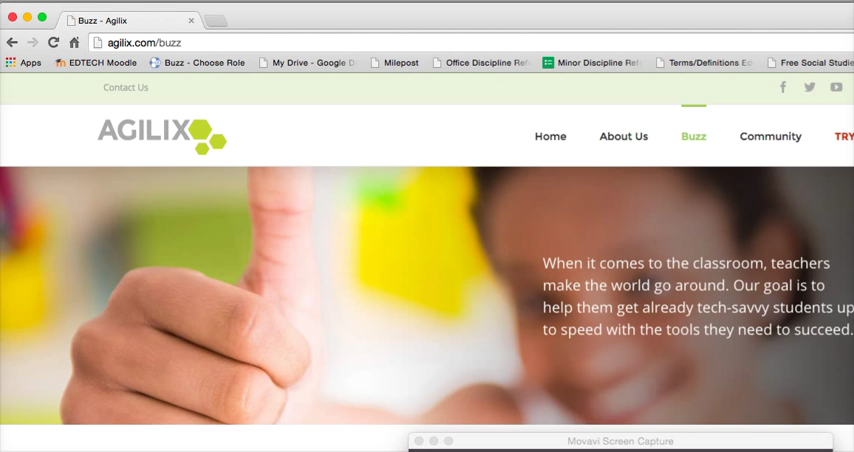 Buzz - Agilix
agilix.com/buzz
Apps EDTECH Moodle Buzz - Choose Role My Drive - Google D Milepost Office Discipline Ref Minor Discipline Ref Terms/Definitions Ed Free Social Studie
Contact Us
AGILIX
Home About Us Buzz Community TRY
When it comes to the classroom, teachers
make the world go around. Our goal is to
help them get already tech-savvy students up
to speed with the tools they need to succeed.
Movavi Screen Capture